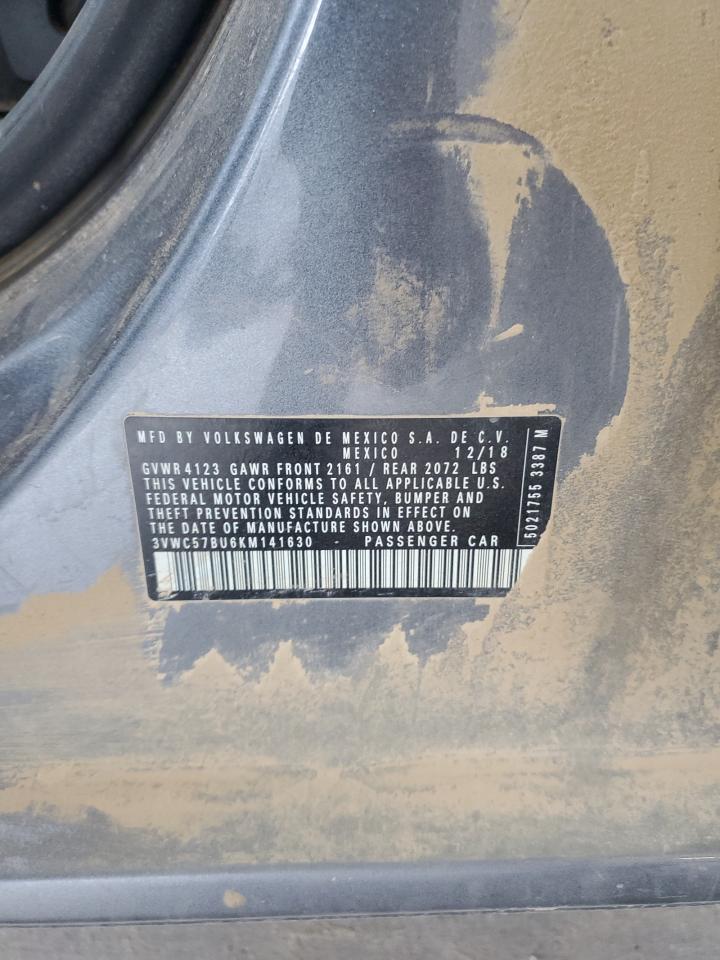 MFD BY VOLKSWAGEN DE MEXICO S.A. DE C.V.
MEXICO 12/18
GVWR 4123 GAWR FRONT 2161 / REAR 2072 LBS
THIS VEHICLE CONFORMS TO ALL APPLICABLE U.S.
FEDERAL MOTOR VEHICLE SAFETY, BUMPER AND
THEFT PREVENTION STANDARDS IN EFFECT ON
THE DATE OF MANUFACTURE SHOWN ABOVE.
3VWC57BU6KM141630 - PASSENGER CAR
5021755 3387 M